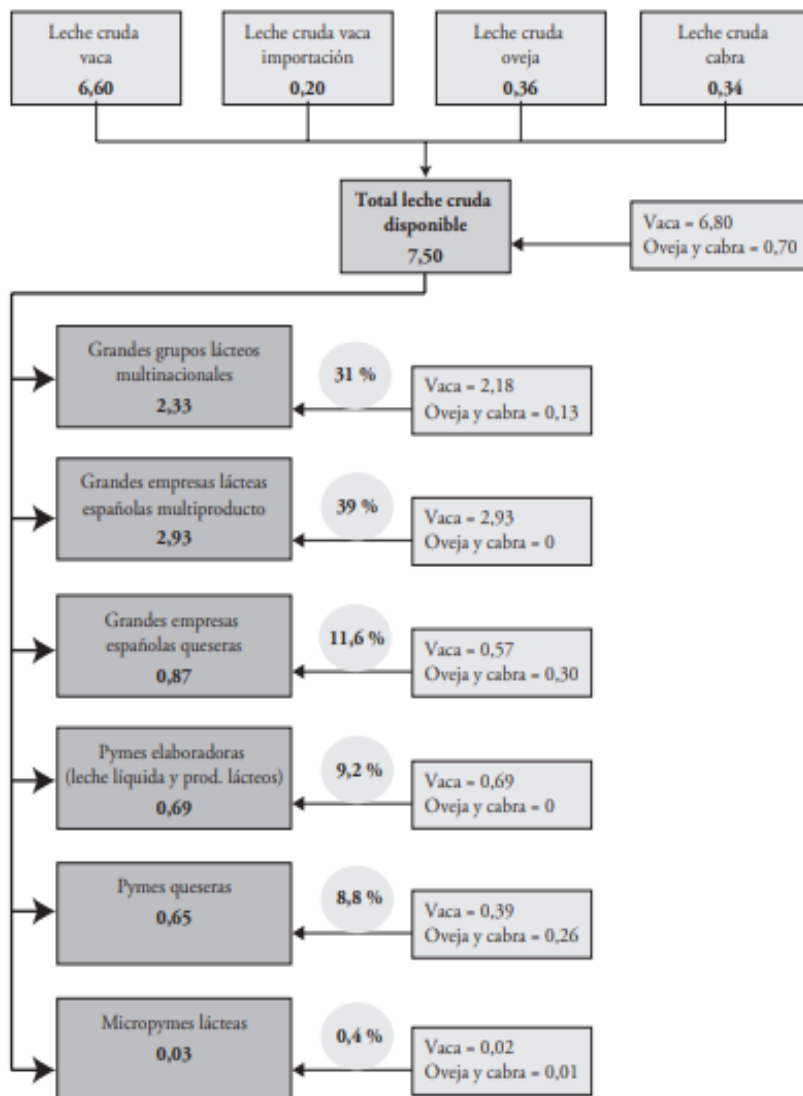 Leche cruda
vaca
6,60
Leche cruda vaca
importación
0,20
Leche cruda
oveja
0,36
Leche cruda
cabra
0,34
Total leche cruda
disponible
7,50
Vaca = 6,80
Oveja y cabra = 0,70
Grandes grupos lácteos
multinacionales
2,33
31 %
Vaca = 2,18
Oveja y cabra = 0,13
Grandes empresas lácteas
españolas multiproducto
2,93
39 %
Vaca = 2,93
Oveja y cabra = 0
Grandes empresas
españolas queseras
0,87
11,6 %
Vaca = 0,57
Oveja y cabra = 0,30
Pymes elaboradoras
(leche líquida y prod. lácteos)
0,69
9,2 %
Vaca = 0,69
Oveja y cabra = 0
Pymes queseras
0,65
8,8 %
Vaca = 0,39
Oveja y cabra = 0,26
Micropymes lácteas
0,03
0,4 %
Vaca = 0,02
Oveja y cabra = 0,01